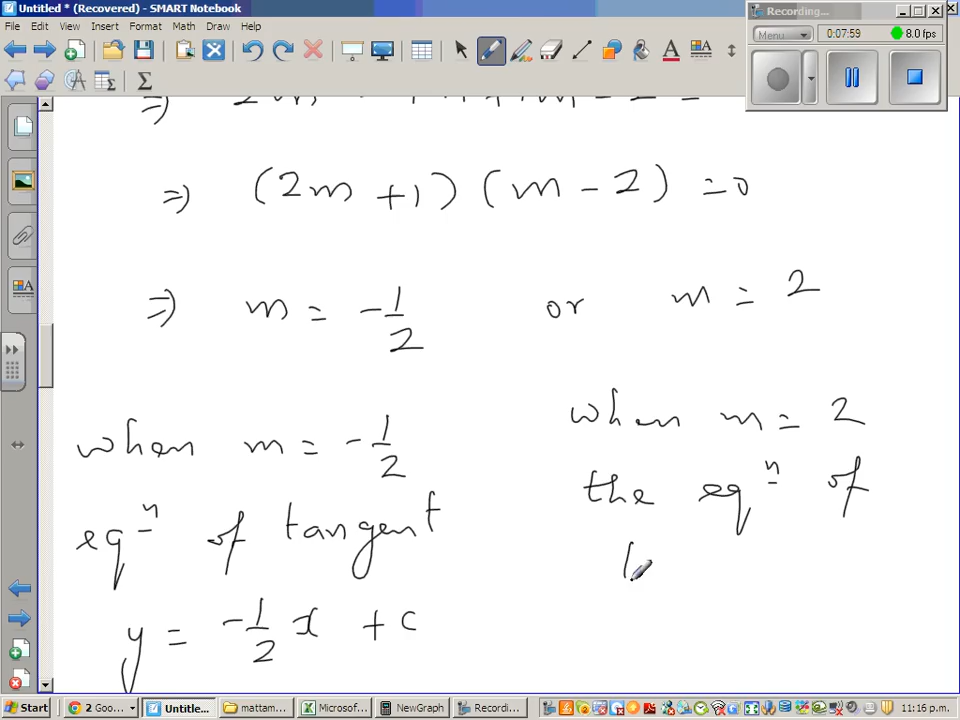 Untitled * (Recovered) - SMART Notebook
Recording...
File Edit View Insert Format Math Draw Help
Menu 0:07:59 8.0 fps
⇒ (2m +1) (m - 2) =0
⇒ m = -1/2 or m = 2
when m = -1/2
eqⁿ of tangent
y = -1/2 x + c
when m = 2
the eqⁿ of
Start 2 Goo... Untitle... mattam... Microsof... NewGraph Recordi... 11:16 p.m.